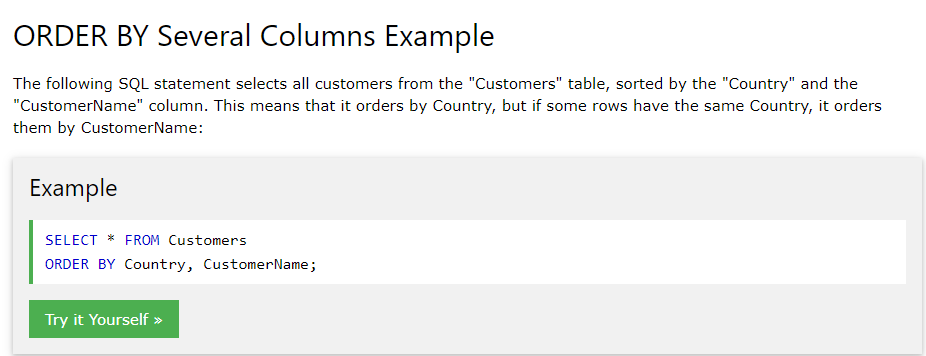 ORDER BY Several Columns Example
The following SQL statement selects all customers from the "Customers" table, sorted by the "Country" and the
"CustomerName" column. This means that it orders by Country, but if some rows have the same Country, it orders
them by CustomerName:
Example
SELECT * FROM Customers
ORDER BY Country, CustomerName;
Try it Yourself »